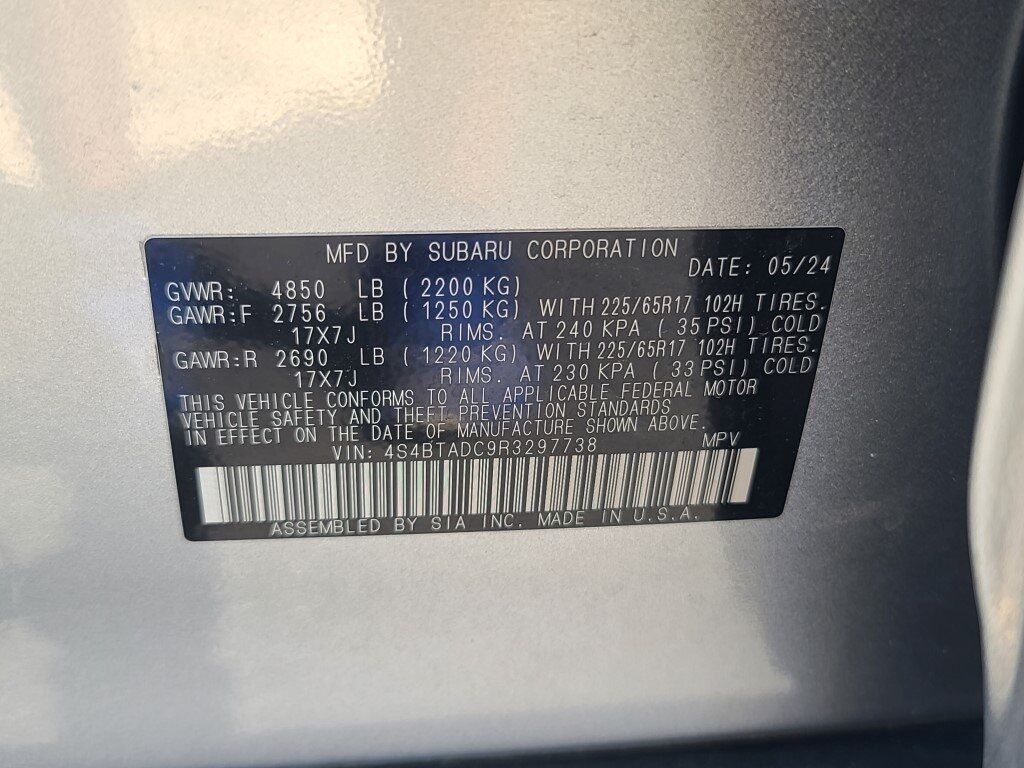 MFD BY SUBARU CORPORATION
DATE: 05/24
GVWR: 4850 LB ( 2200 KG)
GAWR:F 2756 LB ( 1250 KG) WITH 225/65R17 102H TIRES.
17X7J RIMS. AT 240 KPA ( 35 PSI) COLD
GAWR:R 2690 LB ( 1220 KG) WITH 225/65R17 102H TIRES.
17X7J RIMS. AT 230 KPA ( 33 PSI) COLD
THIS VEHICLE CONFORMS TO ALL APPLICABLE FEDERAL MOTOR
VEHICLE SAFETY AND THEFT PREVENTION STANDARDS
IN EFFECT ON THE DATE OF MANUFACTURE SHOWN ABOVE.
VIN: 4S4BTADC9R3297738 MPV
ASSEMBLED BY SIA INC. MADE IN U.S.A.